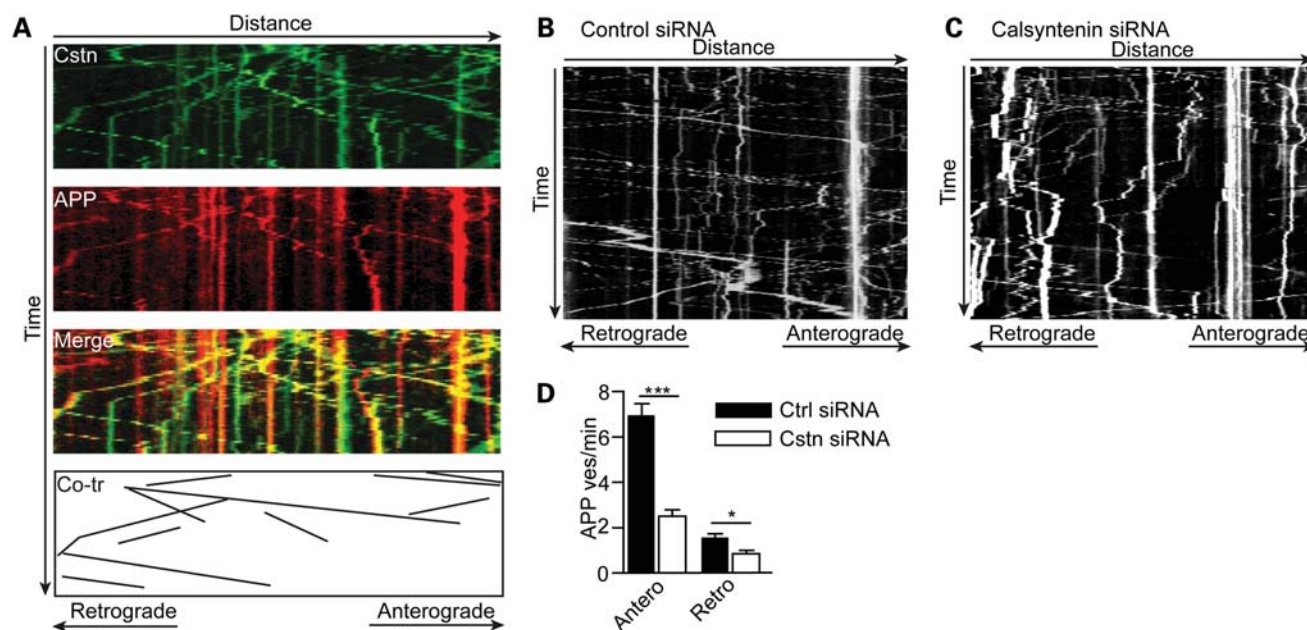 A
Distance
Cstn
APP
Time
Merge
Co-tr
Retrograde
Anterograde
B
Control siRNA
Distance
Time
Retrograde
Anterograde
C
Calsyntenin siRNA
Distance
Time
Retrograde
Anterograde
D
APP ves/min
8
6
4
2
0
***
*
Antero
Retro
Ctrl siRNA
Cstn siRNA